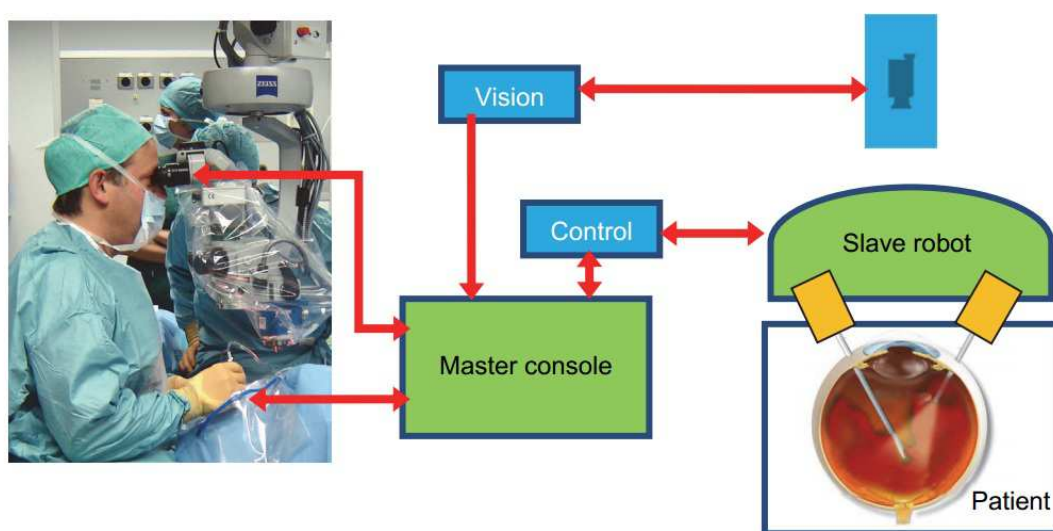 ZEISS
Vision
Control
Slave robot
Master console
Patient